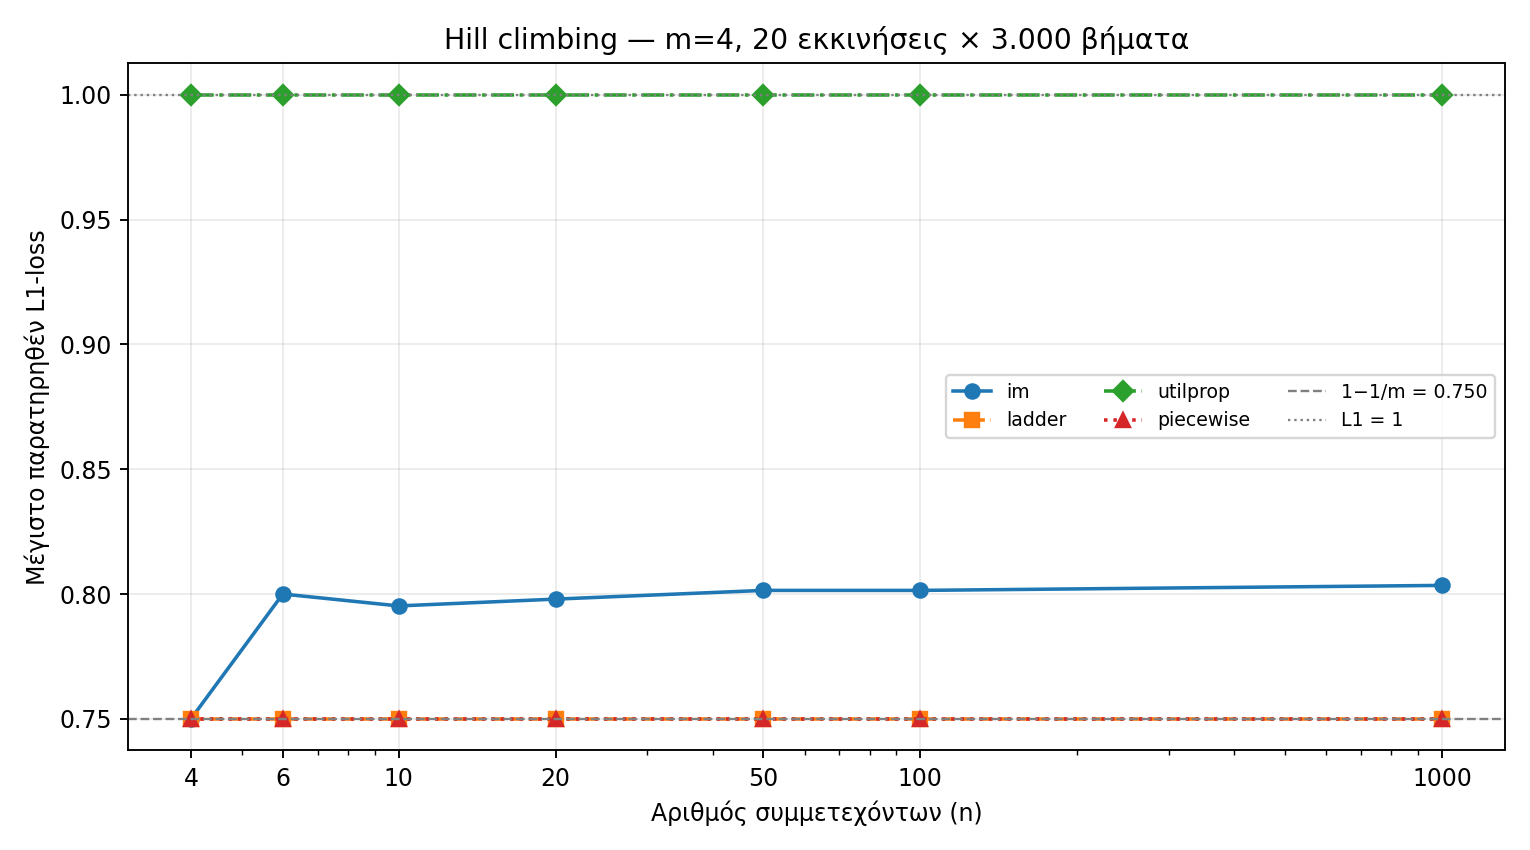 Hill climbing — m=4, 20 εκκινήσεις × 3.000 βήματα
Μέγιστο παρατηρηθέν L1-loss
1.00
0.95
0.90
0.85
0.80
0.75
im
ladder
utilprop
piecewise
1−1/m = 0.750
L1 = 1
4 6 10 20 50 100 1000
Αριθμός συμμετεχόντων (n)